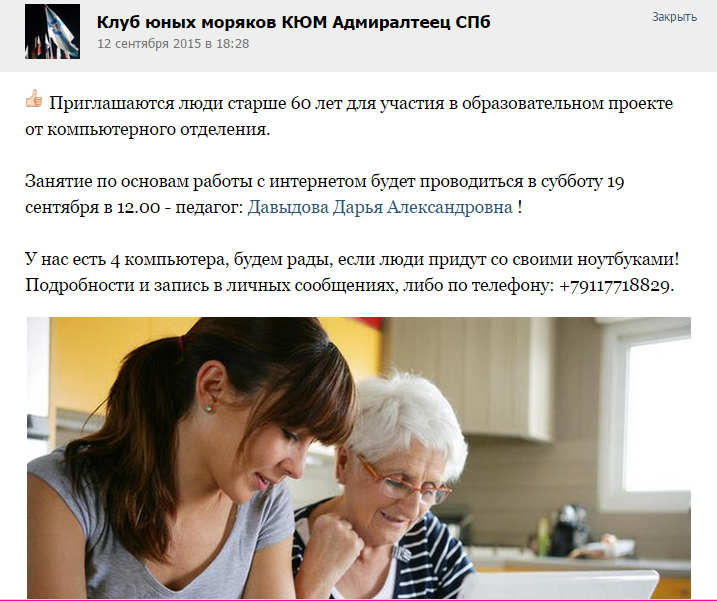 Клуб юных моряков КЮМ Адмиралтеец СПб
Закрыть
12 сентября 2015 в 18:28
Приглашаются люди старше 60 лет для участия в образовательном проекте
от компьютерного отделения.
Занятие по основам работы с интернетом будет проводиться в субботу 19
сентября в 12.00 - педагог: Давыдова Дарья Александровна !
У нас есть 4 компьютера, будем рады, если люди придут со своими ноутбуками!
Подробности и запись в личных сообщениях, либо по телефону: +79117718829.